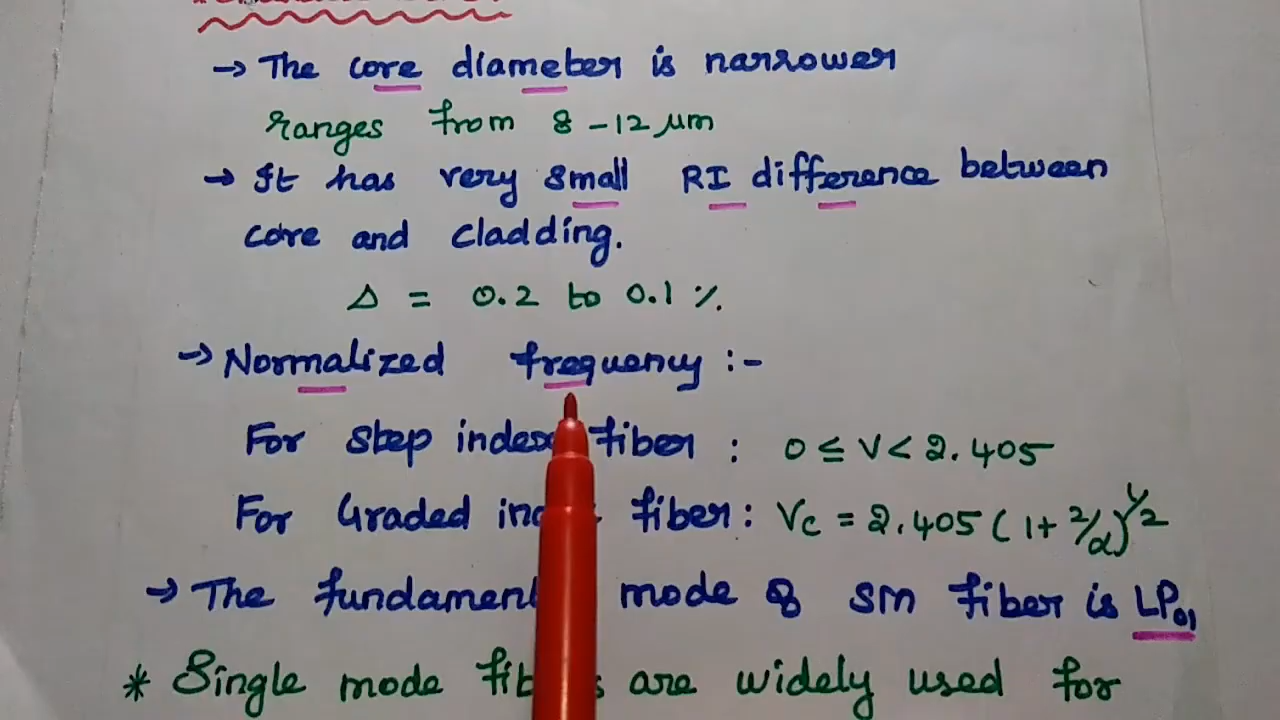 → The core diameter is narrower
ranges from 8 - 12 μm
→ It has very small RI difference between
core and cladding.
Δ = 0.2 to 0.1 %.
→ Normalized frequency :-
For step index fiber : 0 ≤ V < 2.405
For Graded index fiber : Vc = 2.405 (1 + 2/α)^1/2
→ The fundamental mode of SM fiber is LP01
* Single mode fibers are widely used for